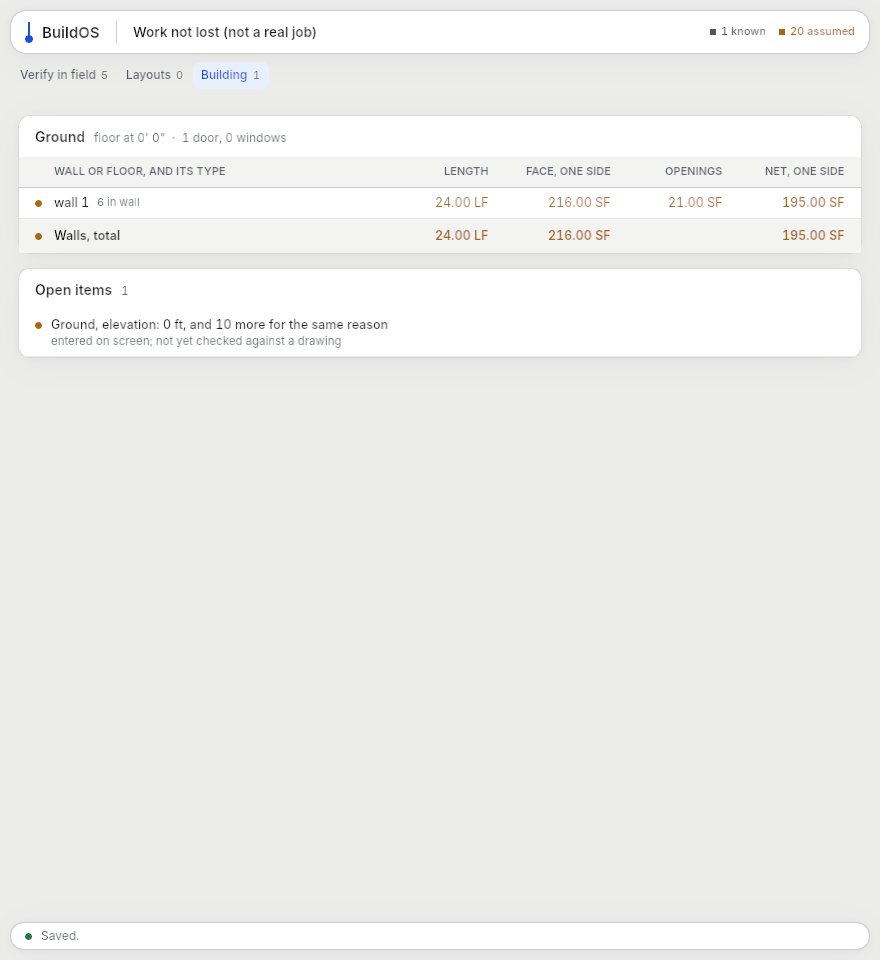 BuildOS Work not lost (not a real job) 1 known 20 assumed
Verify in field 5 Layouts 0 Building 1
Ground floor at 0' 0" · 1 door, 0 windows
WALL OR FLOOR, AND ITS TYPE LENGTH FACE, ONE SIDE OPENINGS NET, ONE SIDE
wall 1 6 in wall 24.00 LF 216.00 SF 21.00 SF 195.00 SF
Walls, total 24.00 LF 216.00 SF 195.00 SF
Open items 1
Ground, elevation: 0 ft, and 10 more for the same reason
entered on screen; not yet checked against a drawing
Saved.